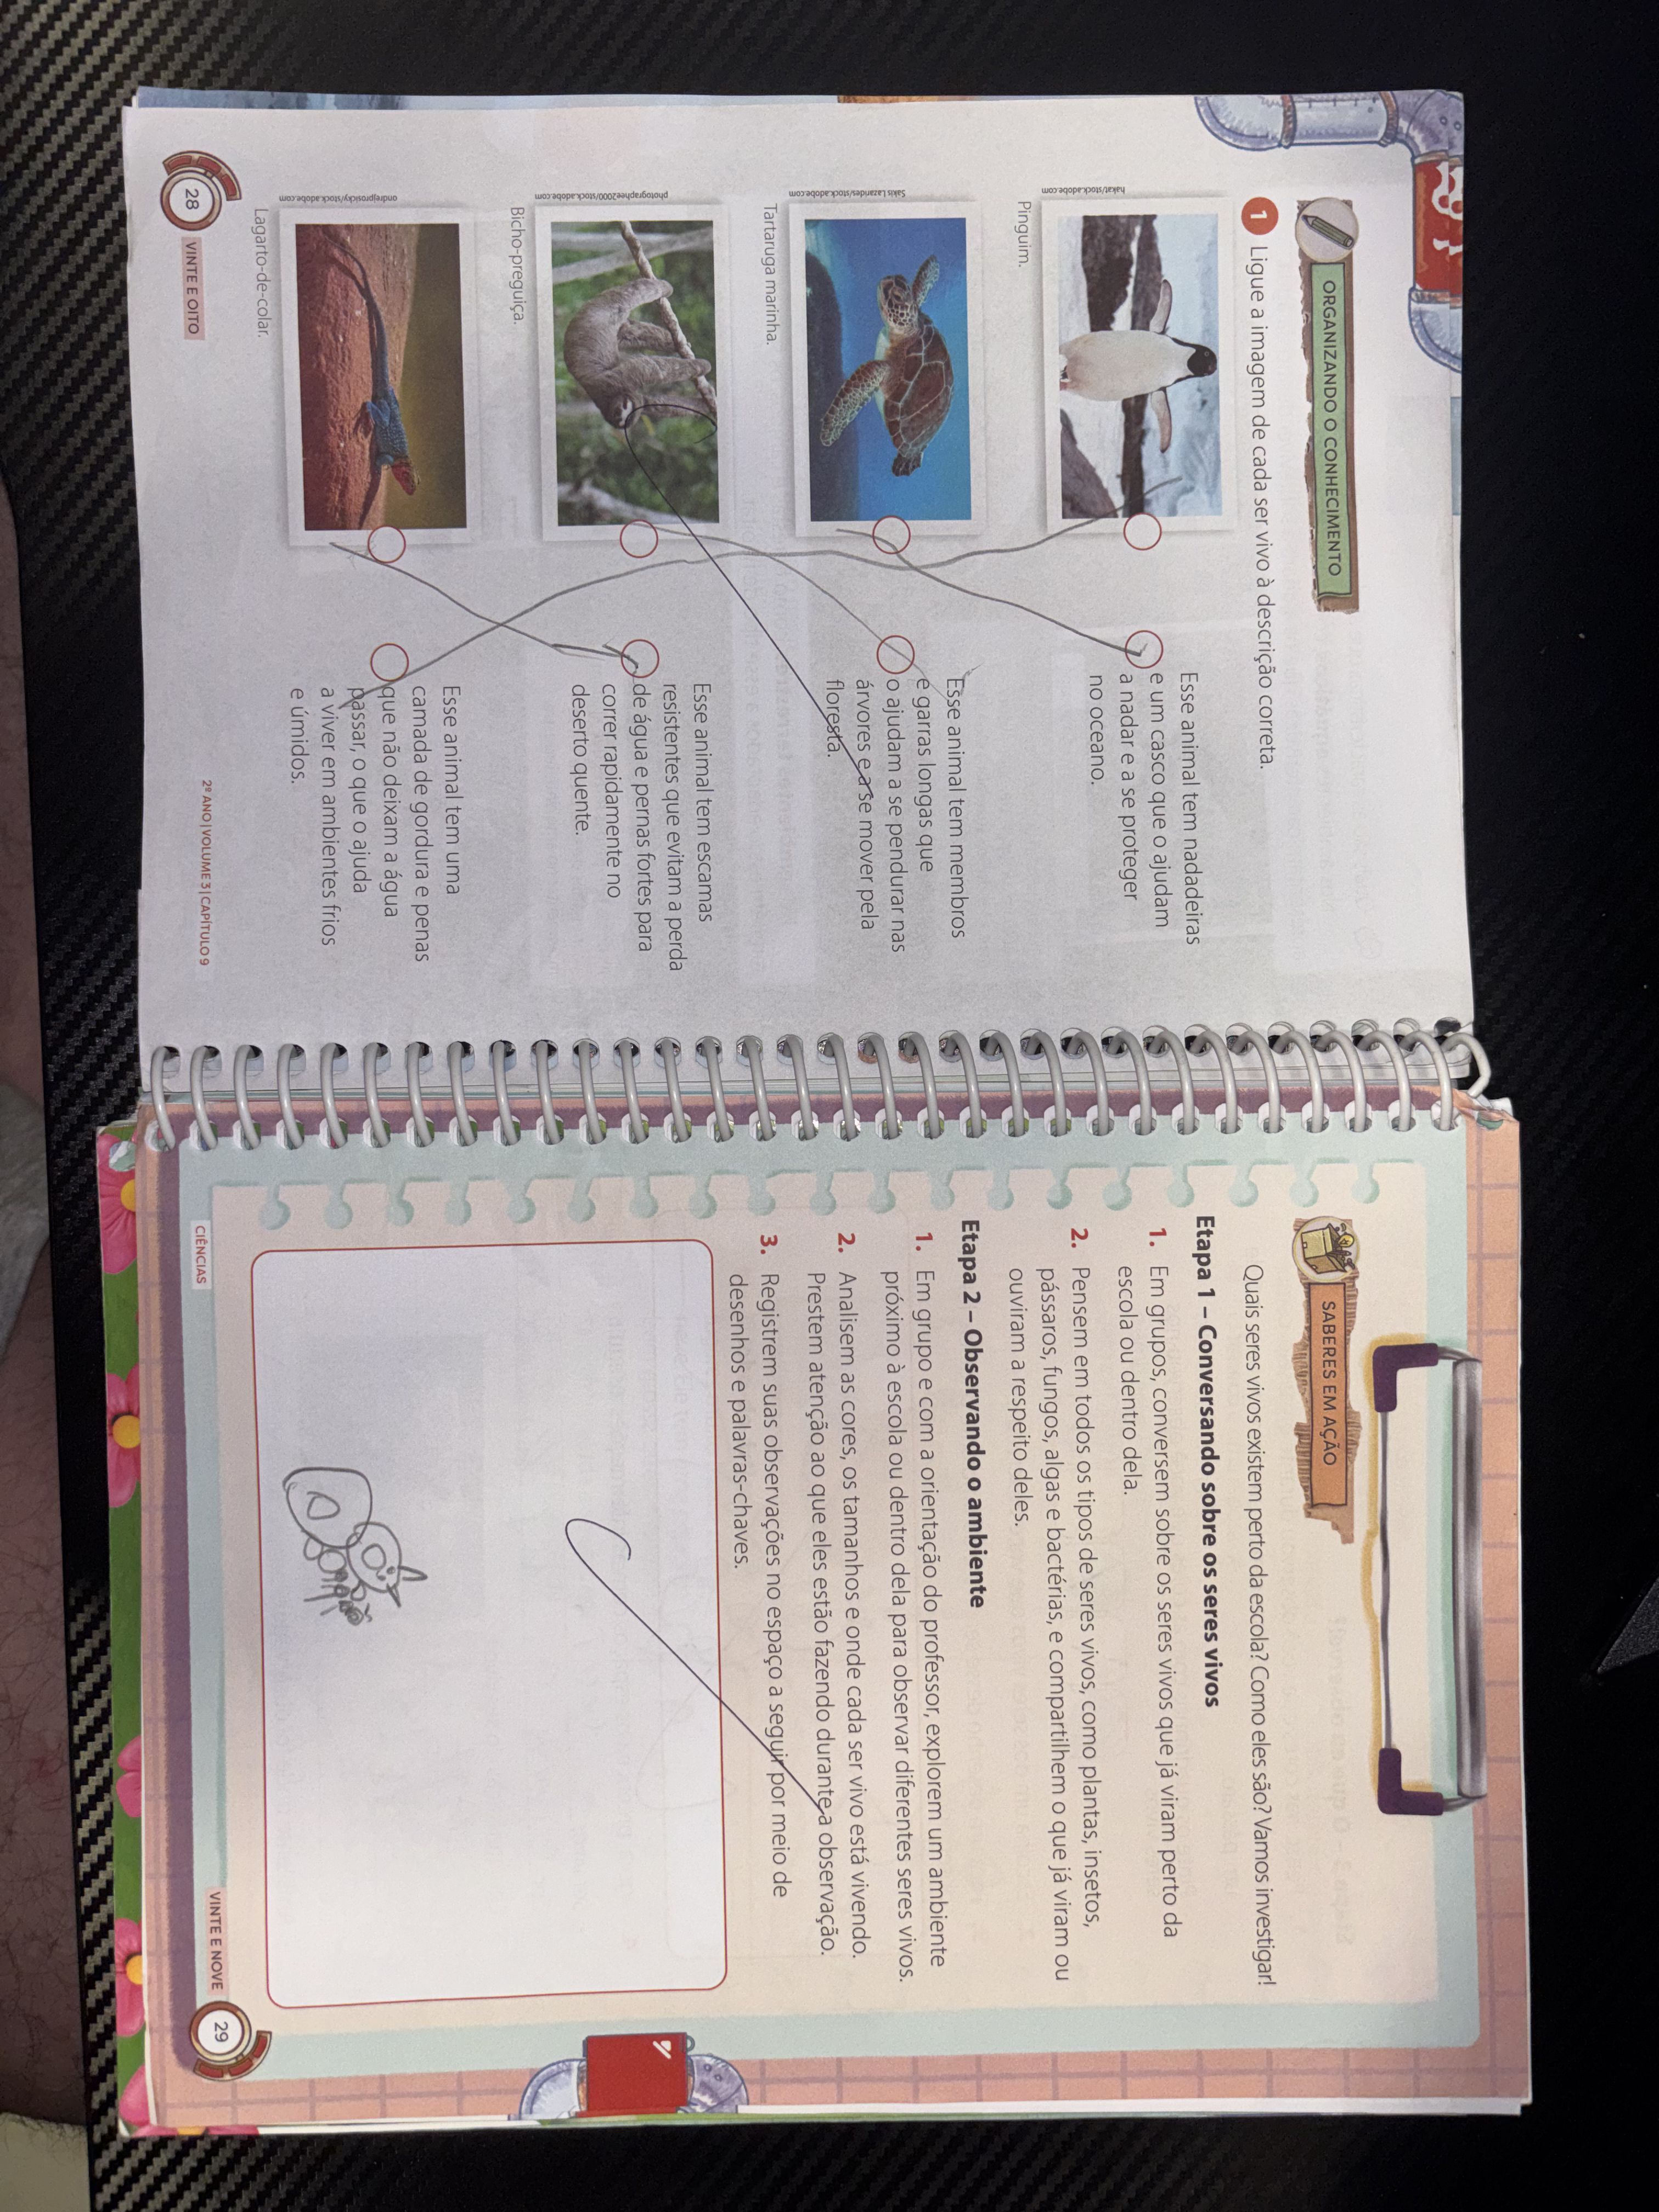 ORGANIZANDO O CONHECIMENTO
1 Ligue a imagem de cada ser vivo à descrição correta.
hakat/stock.adobe.com
Pinguim.
Esse animal tem nadadeiras
e um casco que o ajudam
a nadar e a se proteger
no oceano.
Sakis Lazarides/stock.adobe.com
Tartaruga marinha.
Esse animal tem membros
e garras longas que
o ajudam a se pendurar nas
árvores e a se mover pela
floresta.
photographee2000/stock.adobe.com
Bicho-preguiça.
Esse animal tem escamas
resistentes que evitam a perda
de água e pernas fortes para
correr rapidamente no
deserto quente.
ondrejprosicky/stock.adobe.com
Lagarto-de-colar.
Esse animal tem uma
camada de gordura e penas
que não deixam a água
passar, o que o ajuda
a viver em ambientes frios
e úmidos.
28 VINTE E OITO
2º ANO | VOLUME 3 | CAPÍTULO 9
SABERES EM AÇÃO
Quais seres vivos existem perto da escola? Como eles são? Vamos investigar!
Etapa 1 – Conversando sobre os seres vivos
1. Em grupos, conversem sobre os seres vivos que já viram perto da
escola ou dentro dela.
2. Pensem em todos os tipos de seres vivos, como plantas, insetos,
pássaros, fungos, algas e bactérias, e compartilhem o que já viram ou
ouviram a respeito deles.
Etapa 2 – Observando o ambiente
1. Em grupo e com a orientação do professor, explorem um ambiente
próximo à escola ou dentro dela para observar diferentes seres vivos.
2. Analisem as cores, os tamanhos e onde cada ser vivo está vivendo.
Prestem atenção ao que eles estão fazendo durante a observação.
3. Registrem suas observações no espaço a seguir por meio de
desenhos e palavras-chaves.
CIÊNCIAS
VINTE E NOVE 29